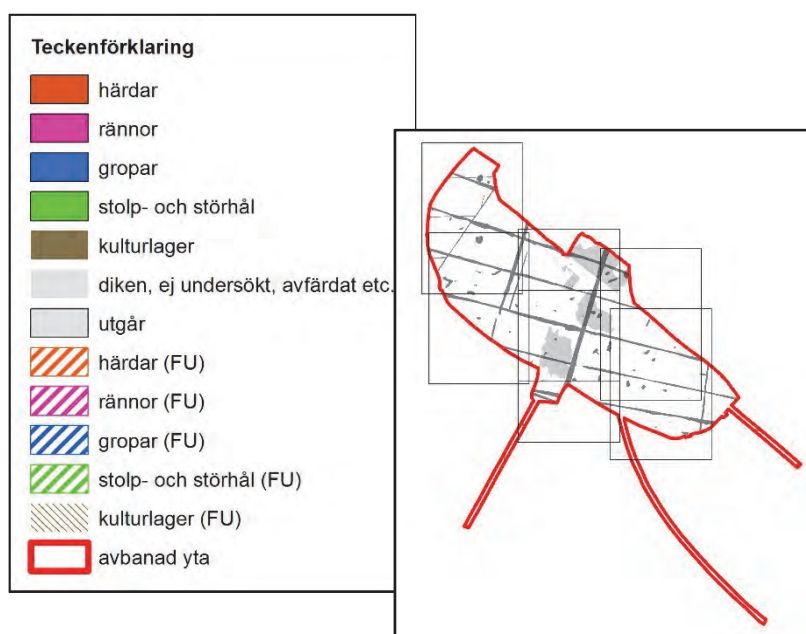 Teckenförklaring
härdar
rännor
gropar
stolp- och störhål
kulturlager
diken, ej undersökt, avfärdat etc.
utgår
härdar (FU)
rännor (FU)
gropar (FU)
stolp- och störhål (FU)
kulturlager (FU)
avbanad yta